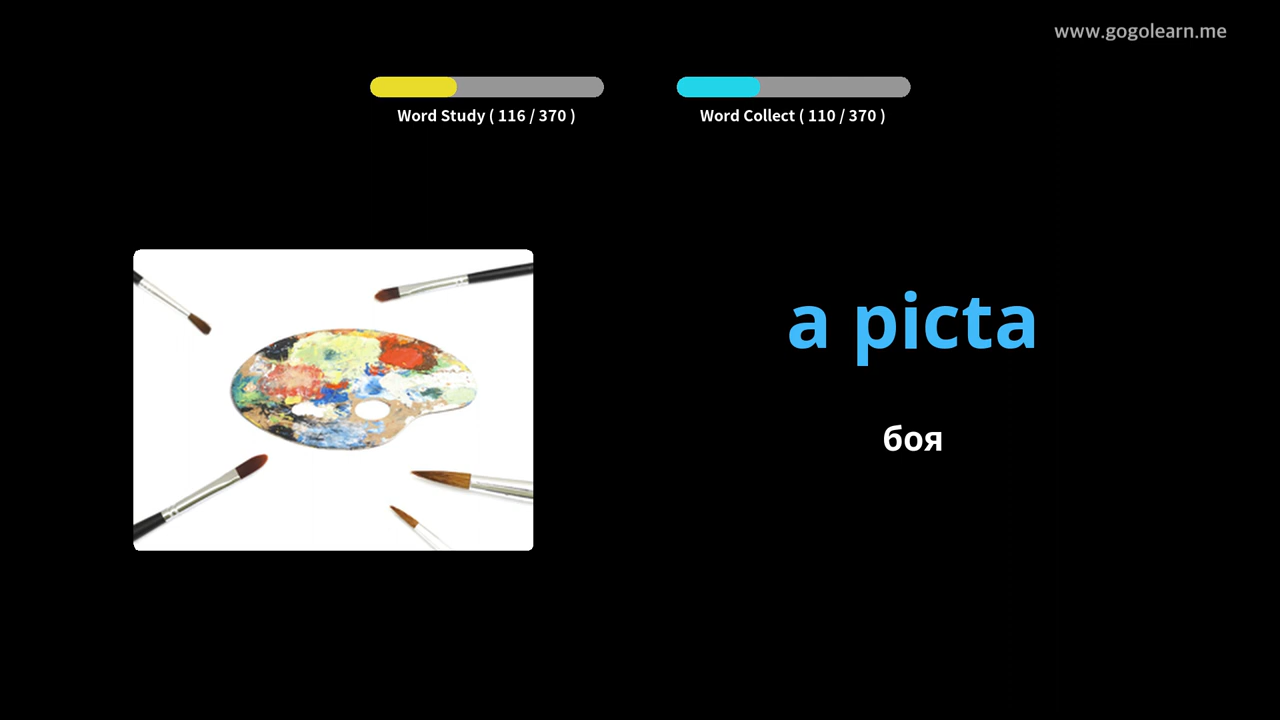 www.gogolearn.me
Word Study ( 116 / 370 )
Word Collect ( 110 / 370 )
a picta
боя